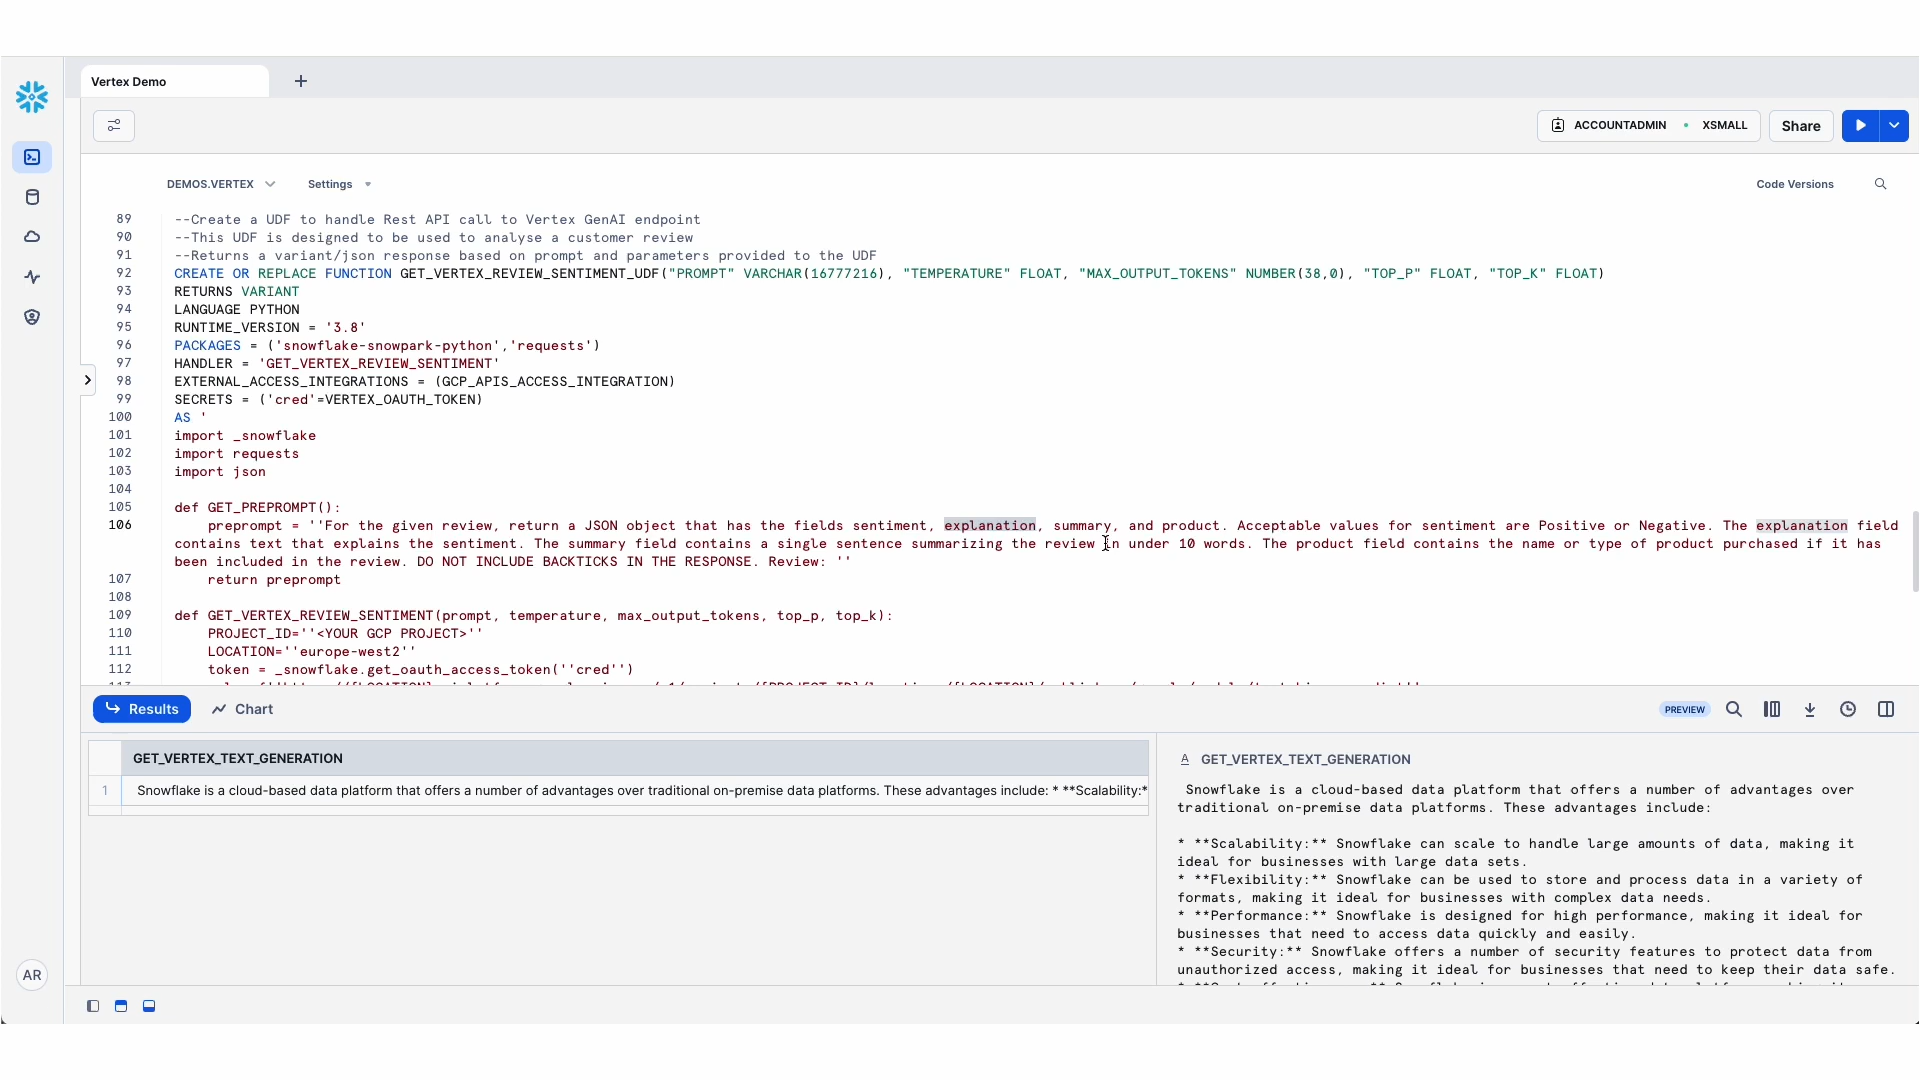 Vertex Demo
ACCOUNTADMIN
XSMALL
Share
DEMOS.VERTEX
Settings
Code Versions
89 --Create a UDF to handle Rest API call to Vertex GenAI endpoint
90 --This UDF is designed to be used to analyse a customer review
91 --Returns a variant/json response based on prompt and parameters provided to the UDF
92 CREATE OR REPLACE FUNCTION GET_VERTEX_REVIEW_SENTIMENT_UDF("PROMPT" VARCHAR(16777216), "TEMPERATURE" FLOAT, "MAX_OUTPUT_TOKENS" NUMBER(38,0), "TOP_P" FLOAT, "TOP_K" FLOAT)
93 RETURNS VARIANT
94 LANGUAGE PYTHON
95 RUNTIME_VERSION = '3.8'
96 PACKAGES = ('snowflake-snowpark-python','requests')
97 HANDLER = 'GET_VERTEX_REVIEW_SENTIMENT'
98 EXTERNAL_ACCESS_INTEGRATIONS = (GCP_APIS_ACCESS_INTEGRATION)
99 SECRETS = ('cred'=VERTEX_OAUTH_TOKEN)
100 AS '
101 import _snowflake
102 import requests
103 import json
104
105 def GET_PREPROMPT():
106 preprompt = ''For the given review, return a JSON object that has the fields sentiment, explanation, summary, and product. Acceptable values for sentiment are Positive or Negative. The explanation field
contains text that explains the sentiment. The summary field contains a single sentence summarizing the review in under 10 words. The product field contains the name or type of product purchased if it has
been included in the review. DO NOT INCLUDE BACKTICKS IN THE RESPONSE. Review: ''
107 return preprompt
108
109 def GET_VERTEX_REVIEW_SENTIMENT(prompt, temperature, max_output_tokens, top_p, top_k):
110 PROJECT_ID=''<YOUR GCP PROJECT>''
111 LOCATION=''europe-west2''
112 token = _snowflake.get_oauth_access_token(''cred'')
Results
Chart
PREVIEW
GET_VERTEX_TEXT_GENERATION
1 Snowflake is a cloud-based data platform that offers a number of advantages over traditional on-premise data platforms. These advantages include: * **Scalability:*
GET_VERTEX_TEXT_GENERATION
Snowflake is a cloud-based data platform that offers a number of advantages over
traditional on-premise data platforms. These advantages include:
* **Scalability:** Snowflake can scale to handle large amounts of data, making it
ideal for businesses with large data sets.
* **Flexibility:** Snowflake can be used to store and process data in a variety of
formats, making it ideal for businesses with complex data needs.
* **Performance:** Snowflake is designed for high performance, making it ideal for
businesses that need to access data quickly and easily.
* **Security:** Snowflake offers a number of security features to protect data from
unauthorized access, making it ideal for businesses that need to keep their data safe.
AR